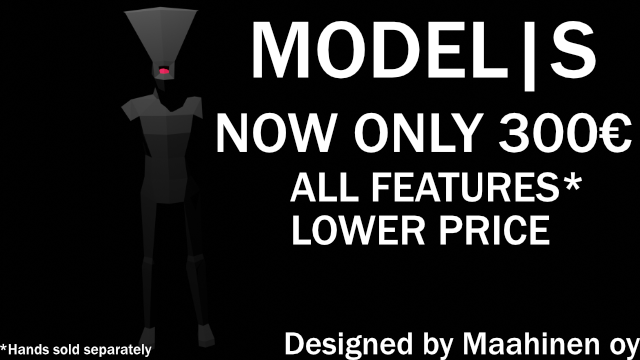 MODEL|S
NOW ONLY 300€
ALL FEATURES*
LOWER PRICE
*Hands sold separately
Designed by Maahinen oy